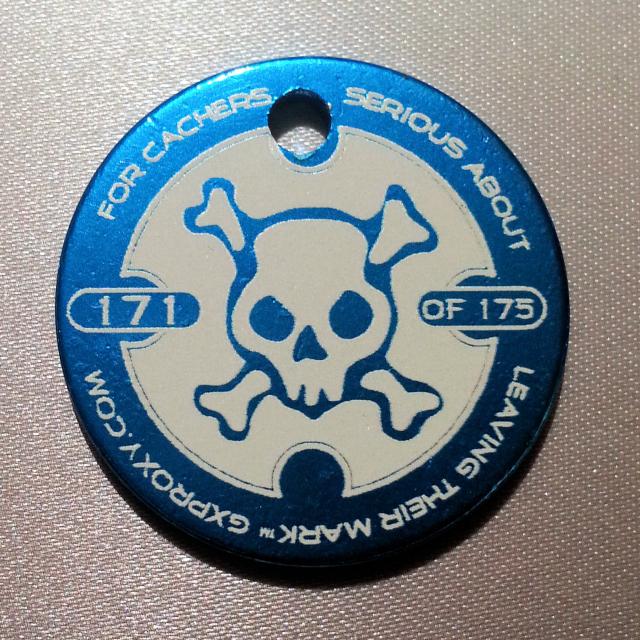 FOR CACHERS SERIOUS ABOUT
LEAVING THEIR MARK™ GXPROXY.COM
171
OF 175